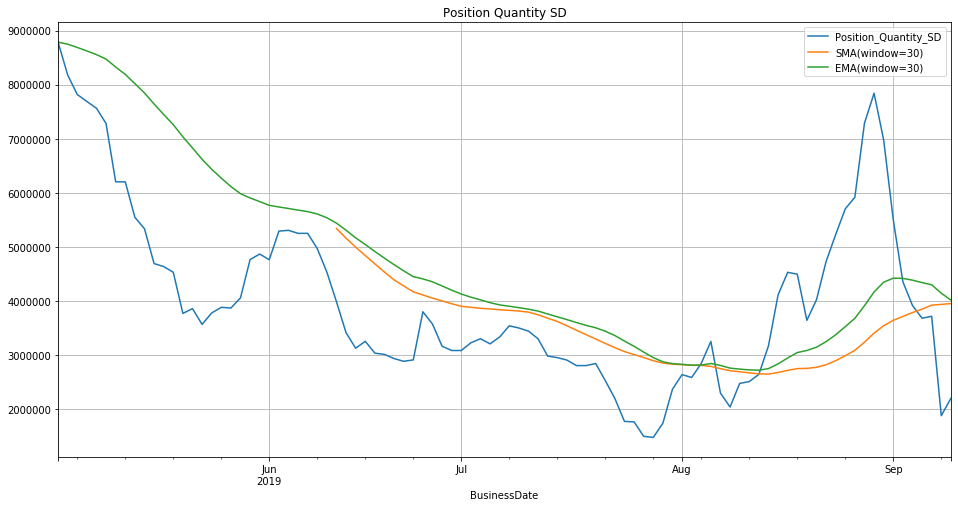 Position Quantity SD
Position_Quantity_SD
SMA(window=30)
EMA(window=30)
9000000
8000000
7000000
6000000
5000000
4000000
3000000
2000000
Jun Jul Aug Sep
2019
BusinessDate